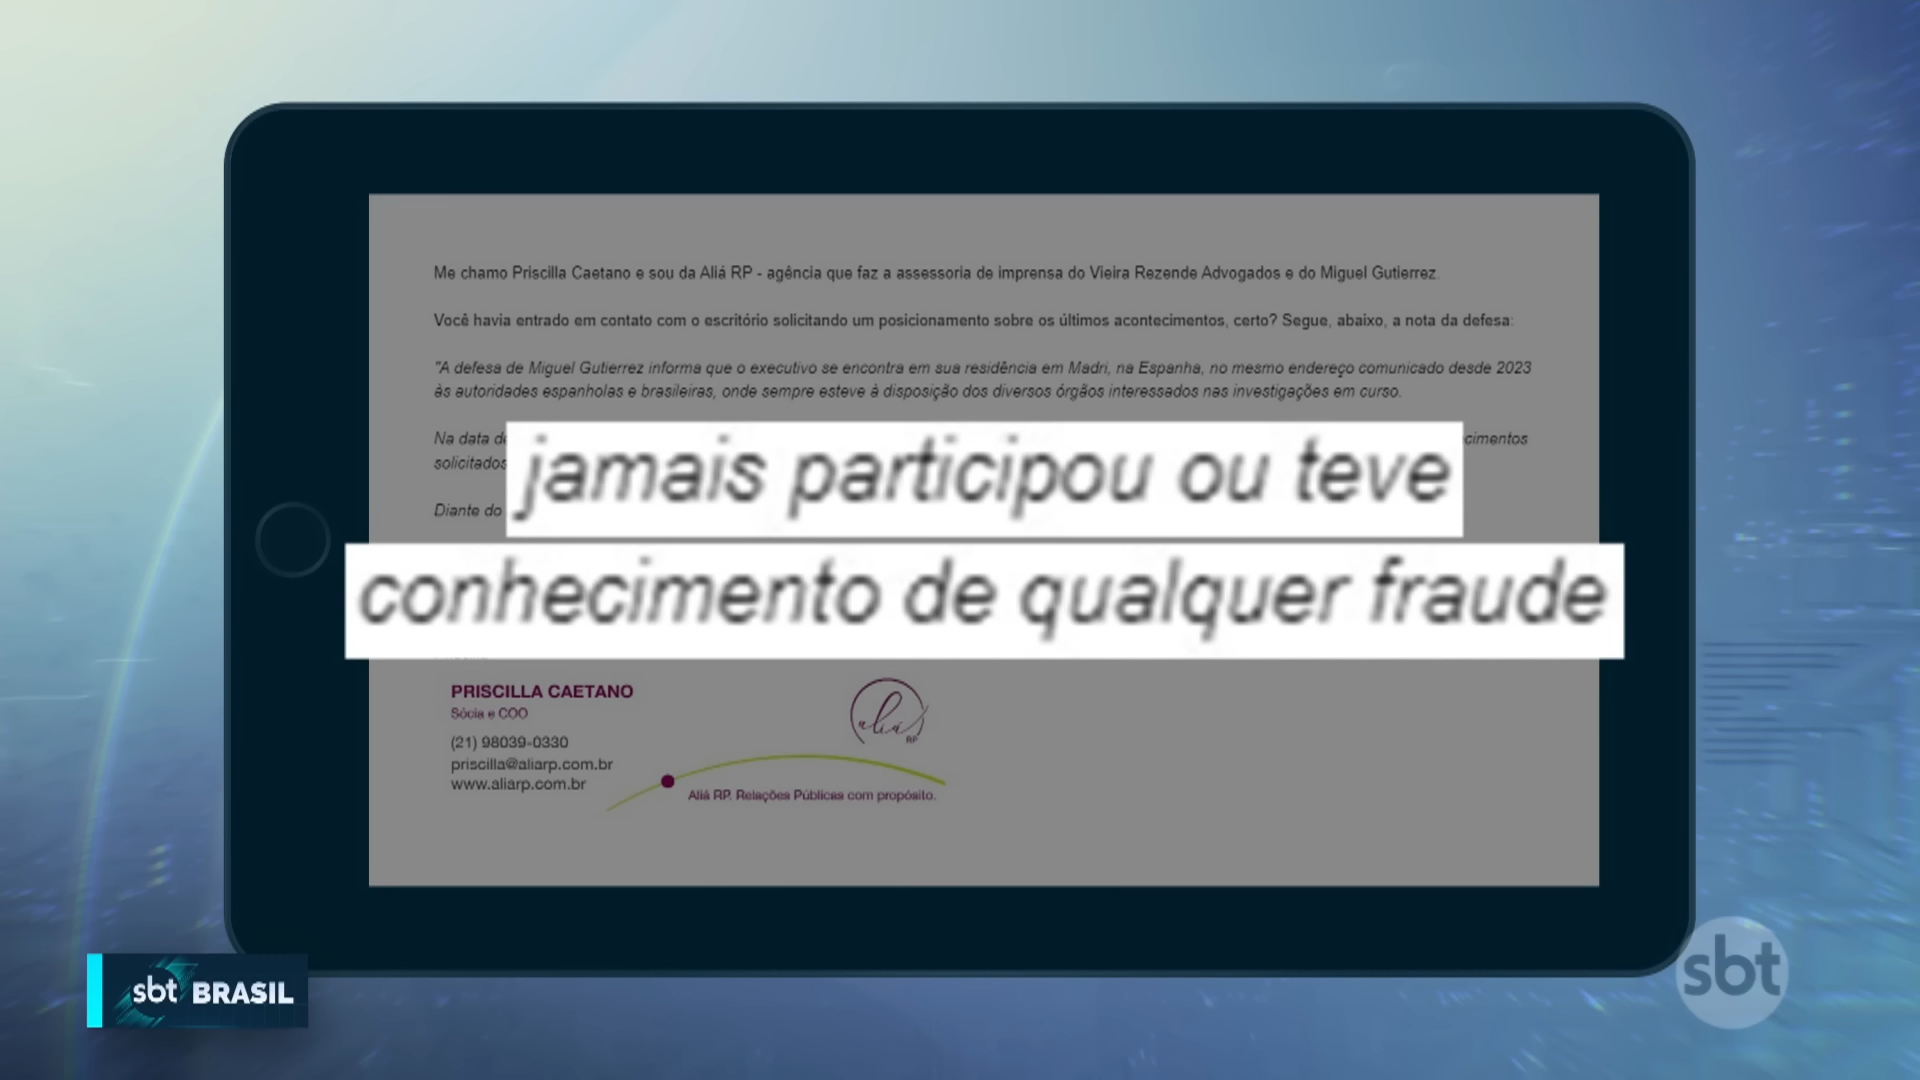 Me chamo Priscilla Caetano e sou da Aliá RP - agência que faz a assessoria de imprensa do Vieira Rezende Advogados e do Miguel Gutierrez.
Você havia entrado em contato com o escritório solicitando um posicionamento sobre os últimos acontecimentos, certo? Segue, abaixo, a nota da defesa:
"A defesa de Miguel Gutierrez informa que o executivo se encontra em sua residência em Madri, na Espanha, no mesmo endereço comunicado desde 2023
às autoridades espanholas e brasileiras, onde sempre esteve à disposição dos diversos órgãos interessados nas investigações em curso.
Na data
solicitados
Diante do
jamais participou ou teve
conhecimento de qualquer fraude
PRISCILLA CAETANO
Sócia e COO
(21) 98039-0330
priscilla@aliarp.com.br
www.aliarp.com.br
aliá
RP
Aliá RP. Relações Públicas com propósito.
sbt BRASIL
sbt